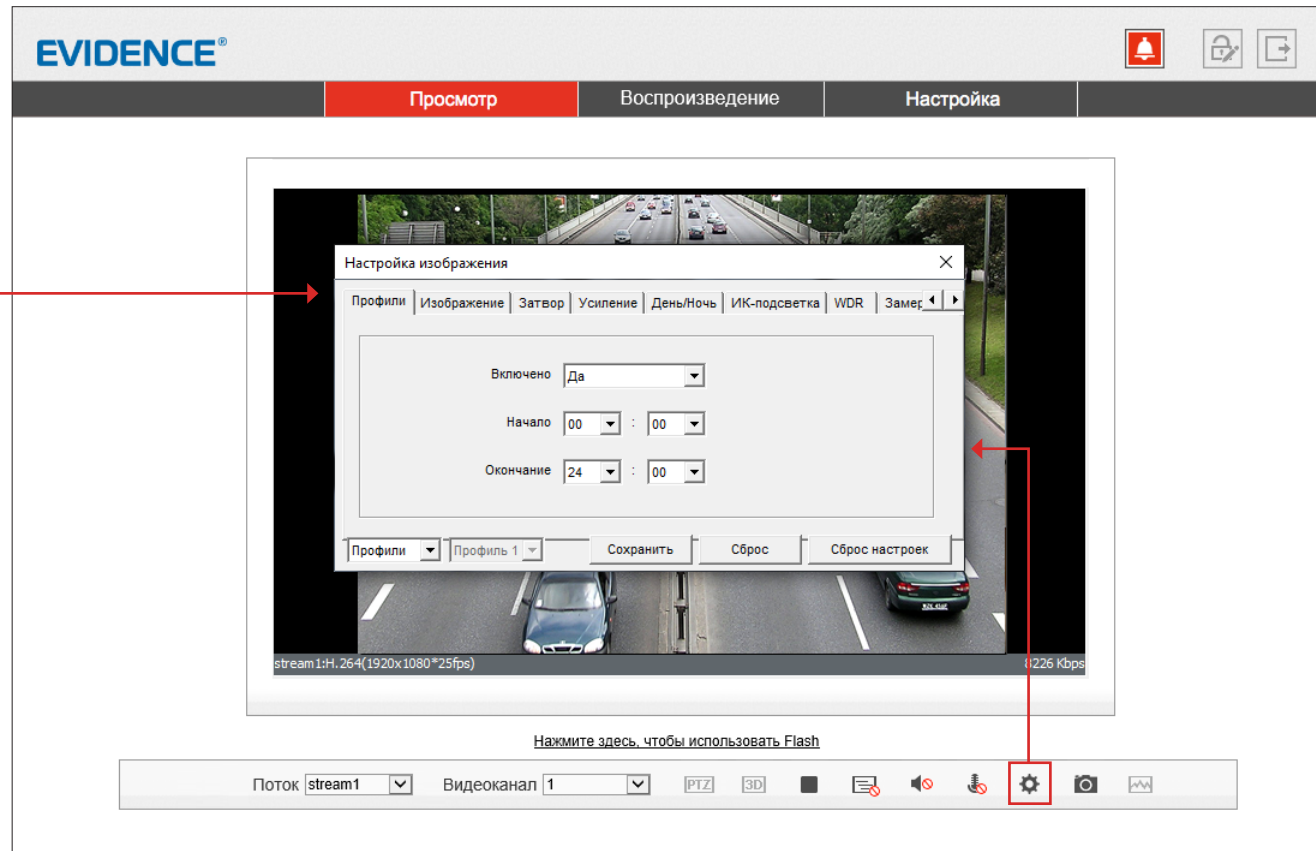 EVIDENCE®
Просмотр Воспроизведение Настройка
Настройка изображения
Профили Изображение Затвор Усиление День/Ночь ИК-подсветка WDR Замер
Включено Да
Начало 00 : 00
Окончание 24 : 00
Профили Профиль 1 Сохранить Сброс Сброс настроек
stream1:H.264(1920x1080*25fps) 8226 Kbps
Нажмите здесь, чтобы использовать Flash
Поток stream1 Видеоканал 1 PTZ 3D